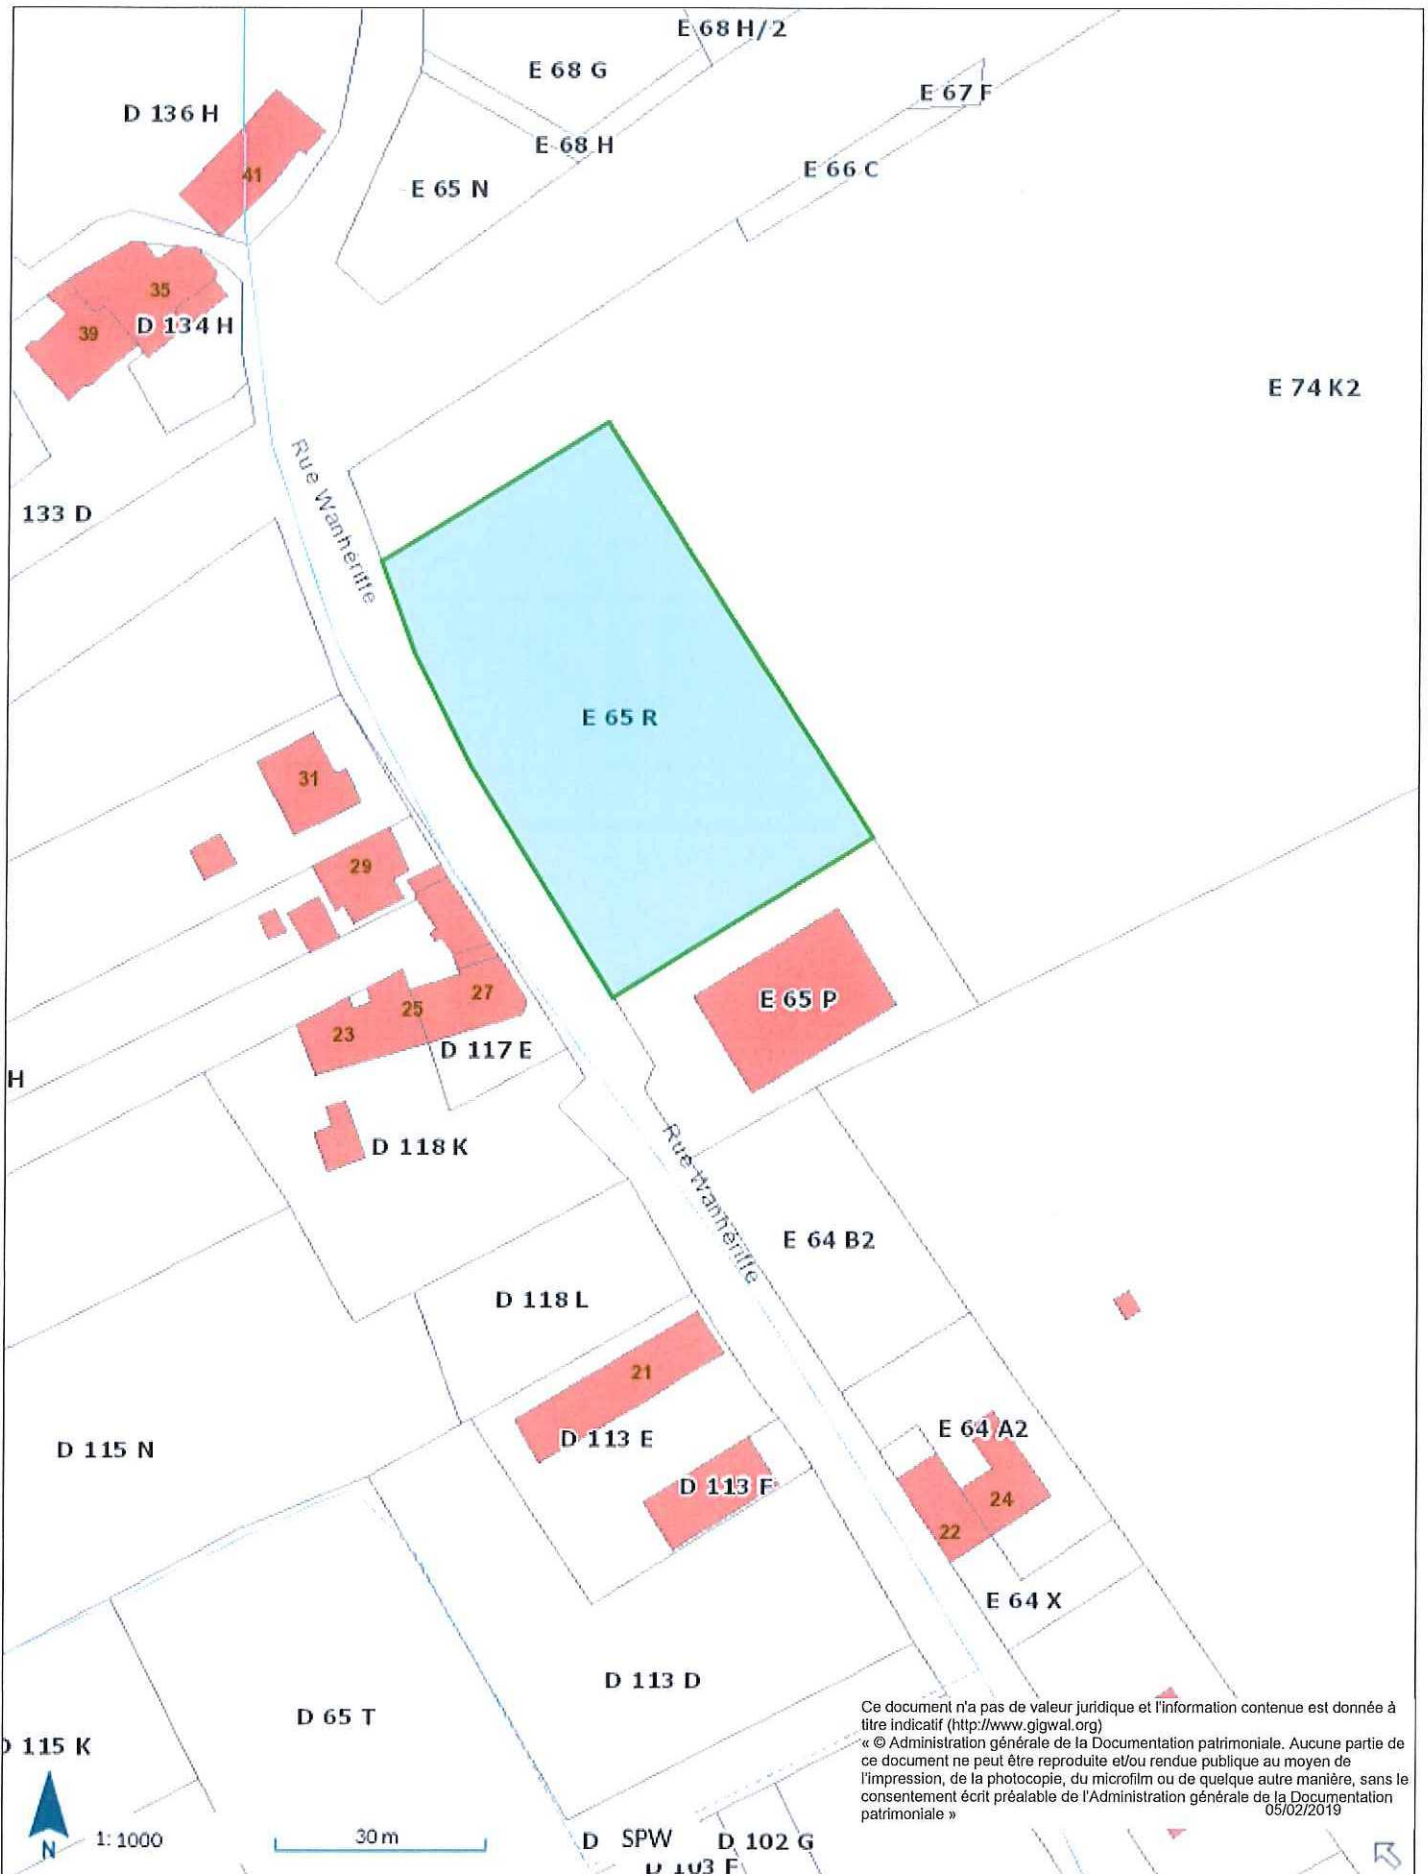 E 68 H/2
E 68 G
E 67 F
D 136 H
E 68 H
E 66 C
41
E 65 N
35
39
D 134 H
E 74 K2
Rue Wanhériffe
133 D
E 65 R
31
29
27
E 65 P
25
23
D 117 E
H
D 118 K
Rue Wanhériffe
E 64 B2
D 118 L
21
E 64 A2
D 113 E
D 115 N
D 113 F
24
22
E 64 X
D 113 D
D 65 T
D 115 K
Ce document n'a pas de valeur juridique et l'information contenue est donnée à
titre indicatif (http://www.gigwal.org)
« © Administration générale de la Documentation patrimoniale. Aucune partie de
ce document ne peut être reproduite et/ou rendue publique au moyen de
l'impression, de la photocopie, du microfilm ou de quelque autre manière, sans le
consentement écrit préalable de l'Administration générale de la Documentation
patrimoniale »
05/02/2019
N
1: 1000
30 m
D SPW
D 102 G
D 103 F